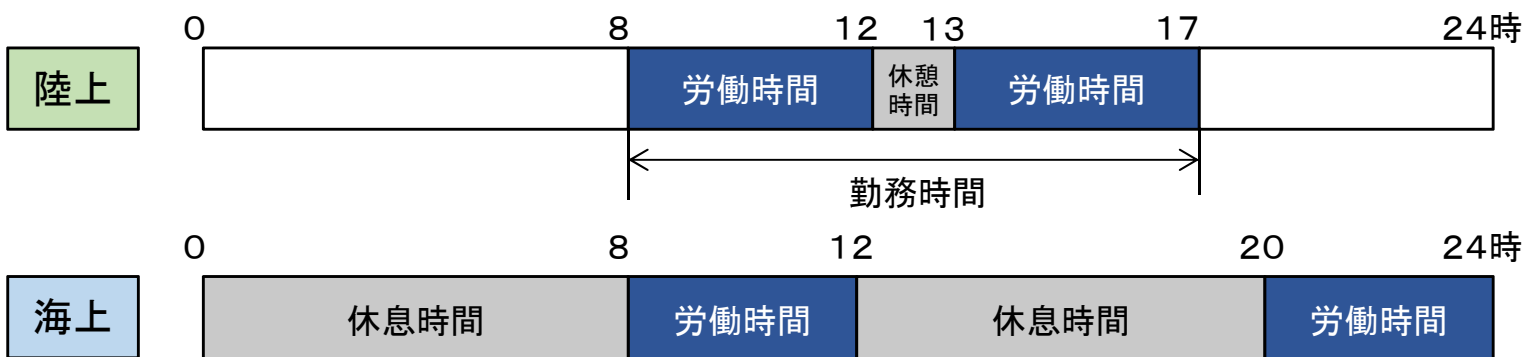 0 8 12 13 17 24時
陸上 労働時間 休憩 労働時間
時間
勤務時間
0 8 12 20 24時
海上 休息時間 労働時間 休息時間 労働時間